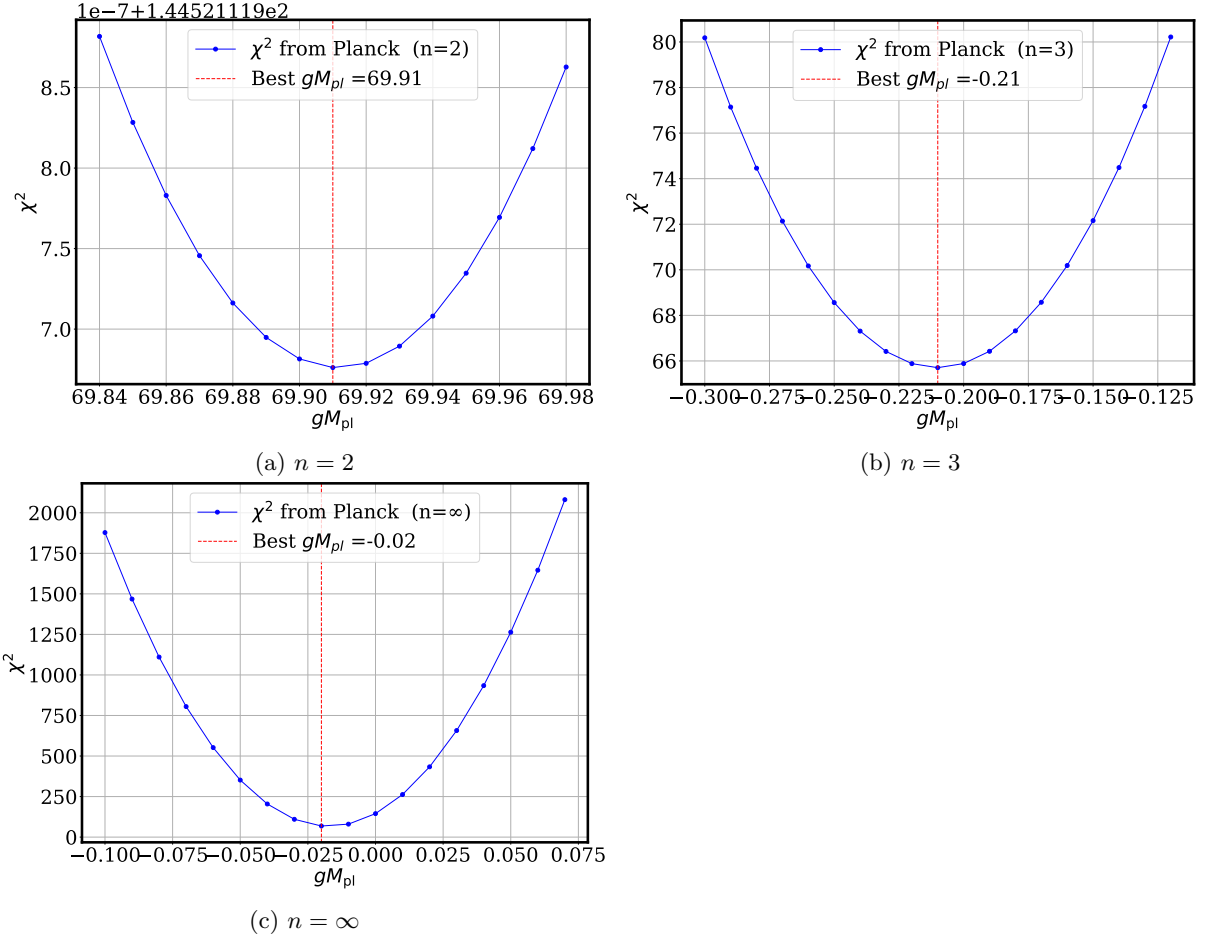 1e−7+1.44521119e2
χ² from Planck (n=2)
Best gM_pl =69.91
8.5
8.0
7.5
7.0
χ²
69.84 69.86 69.88 69.90 69.92 69.94 69.96 69.98
gM_pl
(a) n = 2
χ² from Planck (n=3)
Best gM_pl =-0.21
80
78
76
74
72
70
68
66
χ²
−0.300 −0.275 −0.250 −0.225 −0.200 −0.175 −0.150 −0.125
gM_pl
(b) n = 3
χ² from Planck (n=∞)
Best gM_pl =-0.02
2000
1750
1500
1250
1000
750
500
250
0
χ²
−0.100 −0.075 −0.050 −0.025 0.000 0.025 0.050 0.075
gM_pl
(c) n = ∞